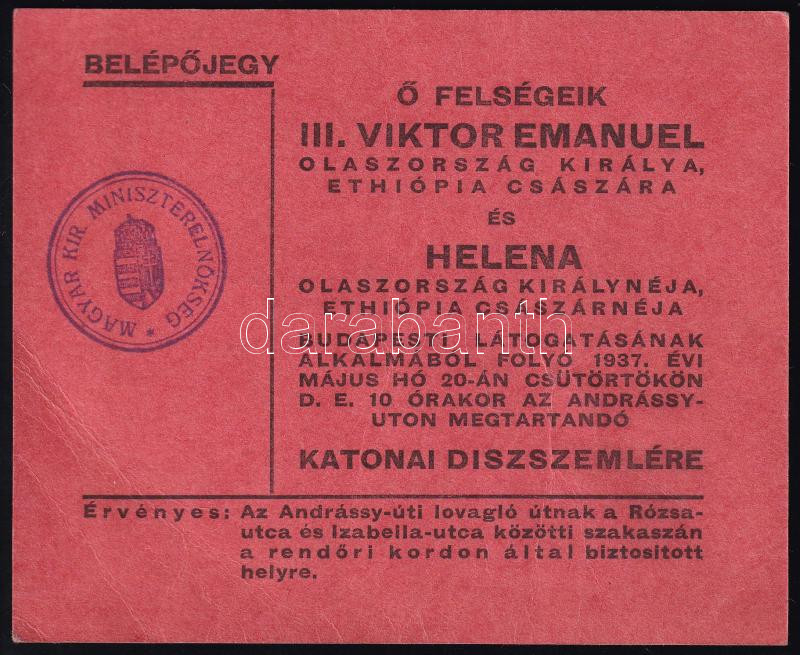 BELÉPŐJEGY
Ő FELSÉGEIK
III. VIKTOR EMANUEL
OLASZORSZÁG KIRÁLYA,
ETHIÓPIA CSÁSZÁRA
ÉS
HELENA
OLASZORSZÁG KIRÁLYNÉJA,
ETHIÓPIA CSÁSZÁRNÉJA
BUDAPESTI LÁTOGATÁSÁNAK
ALKALMÁBÓL FOLYÓ 1937. ÉVI
MÁJUS HÓ 20-ÁN CSÜTÖRTÖKÖN
D. E. 10 ÓRAKOR AZ ANDRÁSSY-
UTON MEGTARTANDÓ
KATONAI DISZSZEMLÉRE
MAGYAR KIR. MINISZTERELNÖKSÉG *
darabanth
Érvényes: Az Andrássy-úti lovagló útnak a Rózsa-
utca és Izabella-utca közötti szakaszán
a rendőri kordon által biztositott
helyre.